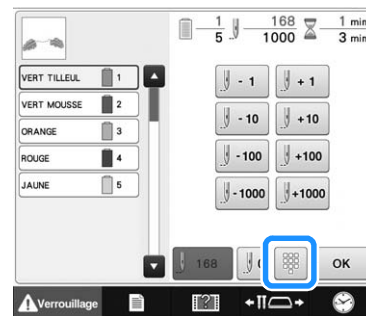 1 168 1 min
5 1000 3 min
VERT TILLEUL 1
VERT MOUSSE 2
ORANGE 3
ROUGE 4
JAUNE 5
- 1 + 1
- 10 +10
-100 +100
-1000 +1000
168 OK
Verrouillage